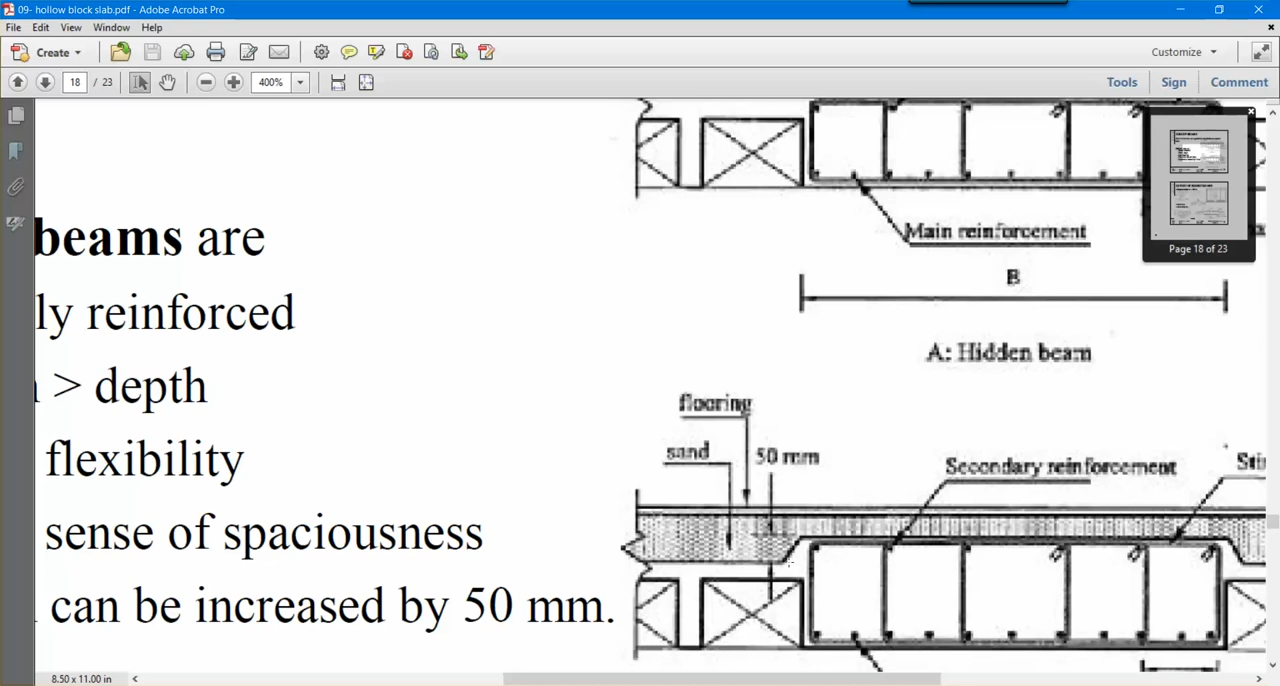 09- hollow block slab.pdf - Adobe Acrobat Pro
File Edit View Window Help
Create
Customize
18 / 23
400%
Tools Sign Comment
Page 18 of 23
beams are
ly reinforced
> depth
flexibility
sense of spaciousness
can be increased by 50 mm.
Main reinforcement
B
A: Hidden beam
flooring
sand
50 mm
Secondary reinforcement
8.50 x 11.00 in